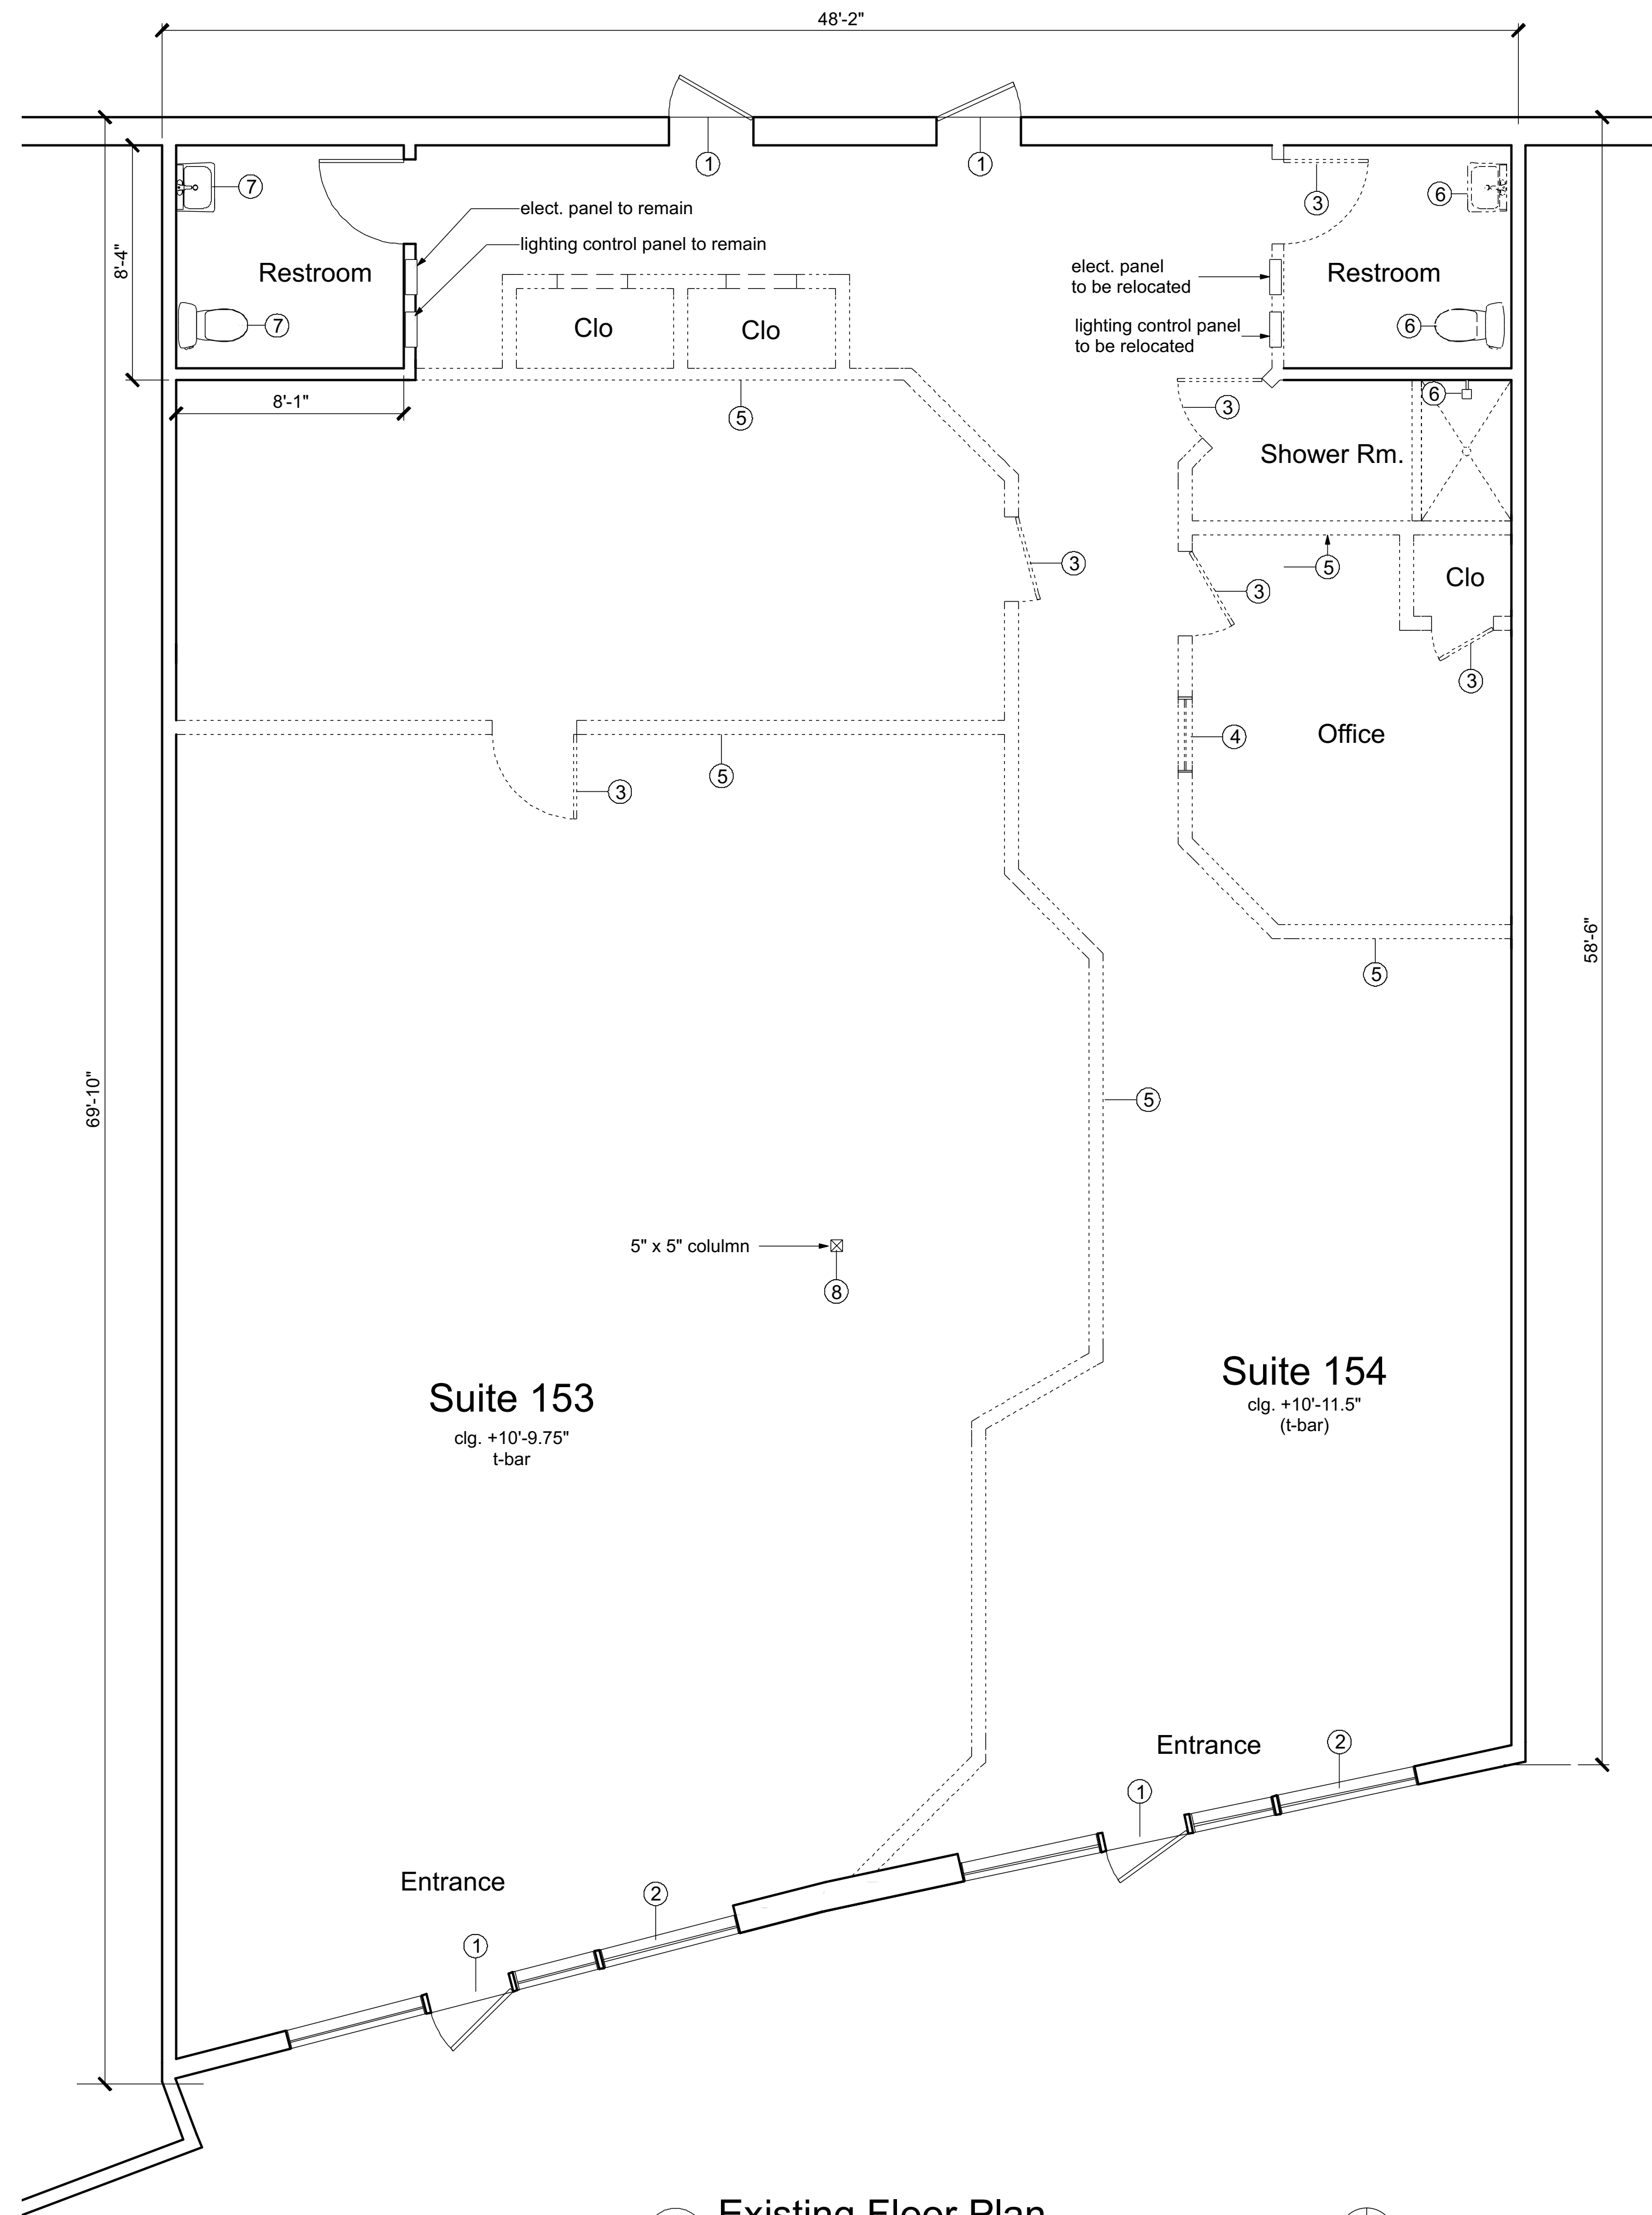 48'-2"
1
1
7
3
6
elect. panel to remain
lighting control panel to remain
8'-4"
Restroom
elect. panel
to be relocated
Restroom
7
Clo
Clo
lighting control panel
to be relocated
6
8'-1"
5
3
6
Shower Rm.
3
3
5
Clo
3
4
Office
5
3
58'-6"
5
69'-10"
5
5" x 5" colulmn
8
Suite 153
clg. +10'-9.75"
t-bar
Suite 154
clg. +10'-11.5"
(t-bar)
Entrance
2
1
Entrance
2
1
Existing Floor Plan